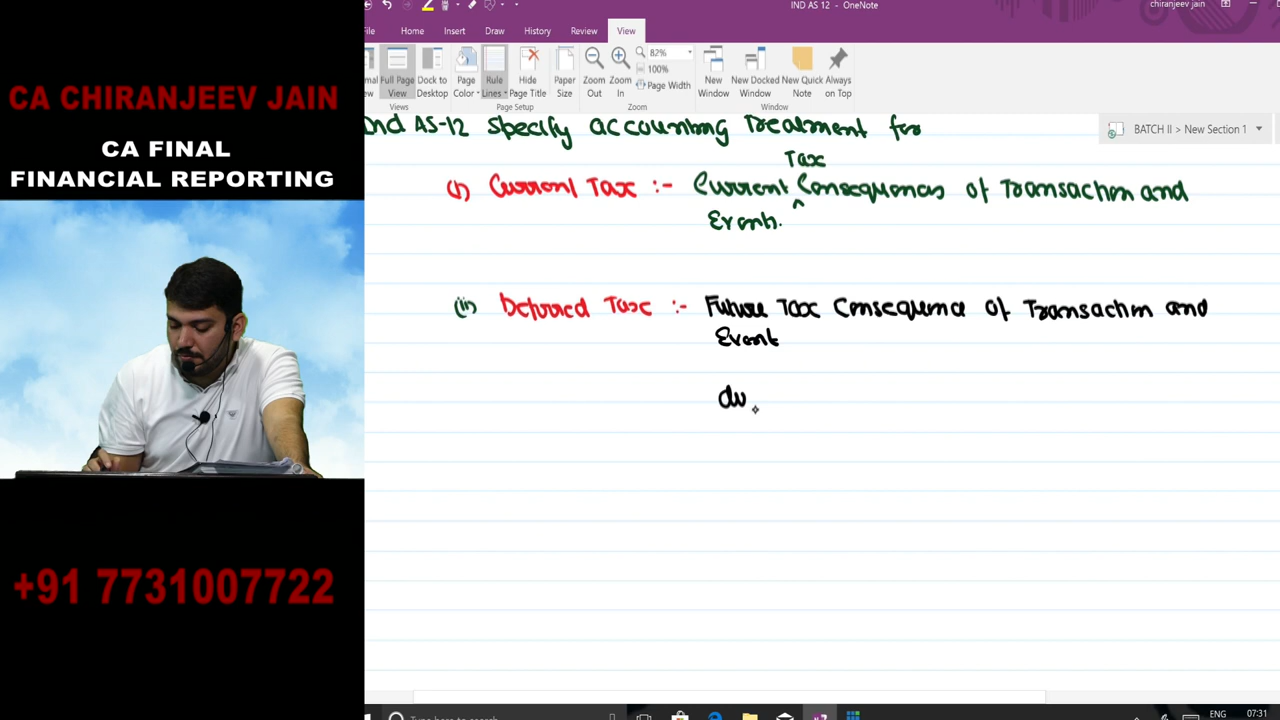 CA CHIRANJEEV JAIN
CA FINAL
FINANCIAL REPORTING
+91 7731007722
IND AS 12 - OneNote
chiranjeev jain
File Home Insert Draw History Review View
Full Page View
Dock to Desktop
Page Color
Rule Lines
Hide Page Title
Paper Size
Zoom Out
Zoom In
82%
100%
Page Width
New Window
New Docked Window
New Quick Note
Always on Top
Views Page Setup Zoom Window
BATCH II > New Section 1
Ind AS-12 specify accounting Treatment for
Tax
(i) Current Tax :- Current ^ Consequences of Transaction and
Event.
(ii) Deferred Tax :- Future Tax Consequence of Transaction and
Event
Type here to search
ENG
07:31